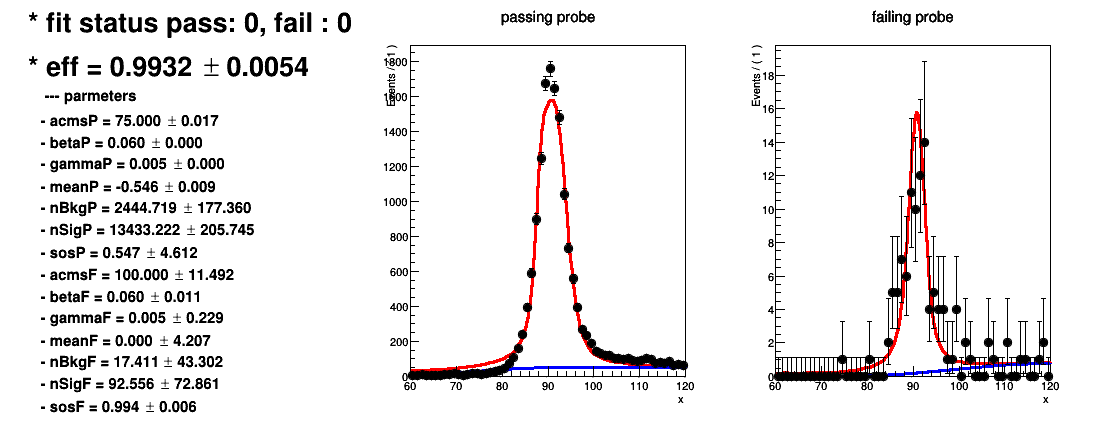 * fit status pass: 0, fail : 0
* eff = 0.9932 ± 0.0054
--- parmeters
- acmsP = 75.000 ± 0.017
- betaP = 0.060 ± 0.000
- gammaP = 0.005 ± 0.000
- meanP = -0.546 ± 0.009
- nBkgP = 2444.719 ± 177.360
- nSigP = 13433.222 ± 205.745
- sosP = 0.547 ± 4.612
- acmsF = 100.000 ± 11.492
- betaF = 0.060 ± 0.011
- gammaF = 0.005 ± 0.229
- meanF = 0.000 ± 4.207
- nBkgF = 17.411 ± 43.302
- nSigF = 92.556 ± 72.861
- sosF = 0.994 ± 0.006
passing probe
Events / ( 1 )
1800
1600
1400
1200
1000
800
600
400
200
0
60 70 80 90 100 110 120
x
failing probe
Events / ( 1 )
18
16
14
12
10
8
6
4
2
0
60 70 80 90 100 110 120
x